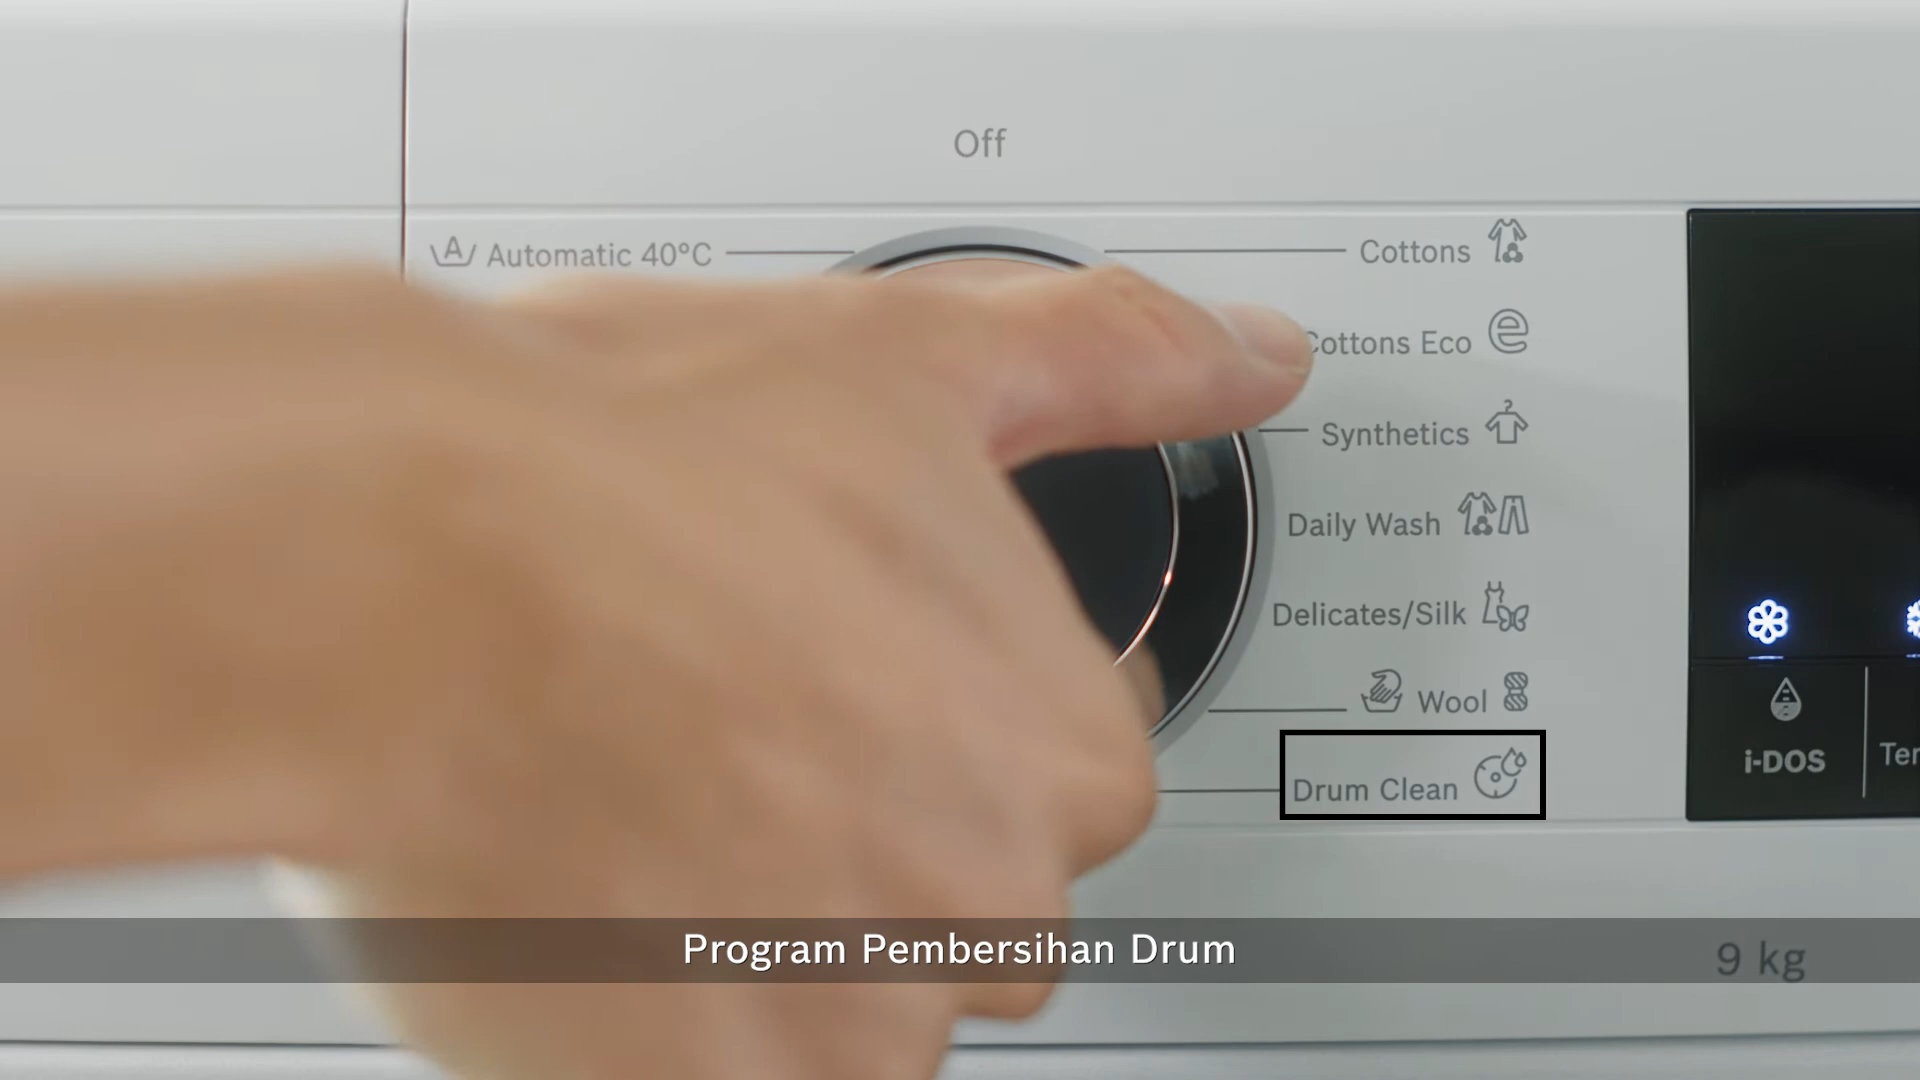 Off
A Automatic 40°C
Cottons
Cottons Eco
Synthetics
Daily Wash
Delicates/Silk
Wool
Drum Clean
i-DOS
Program Pembersihan Drum
9 kg